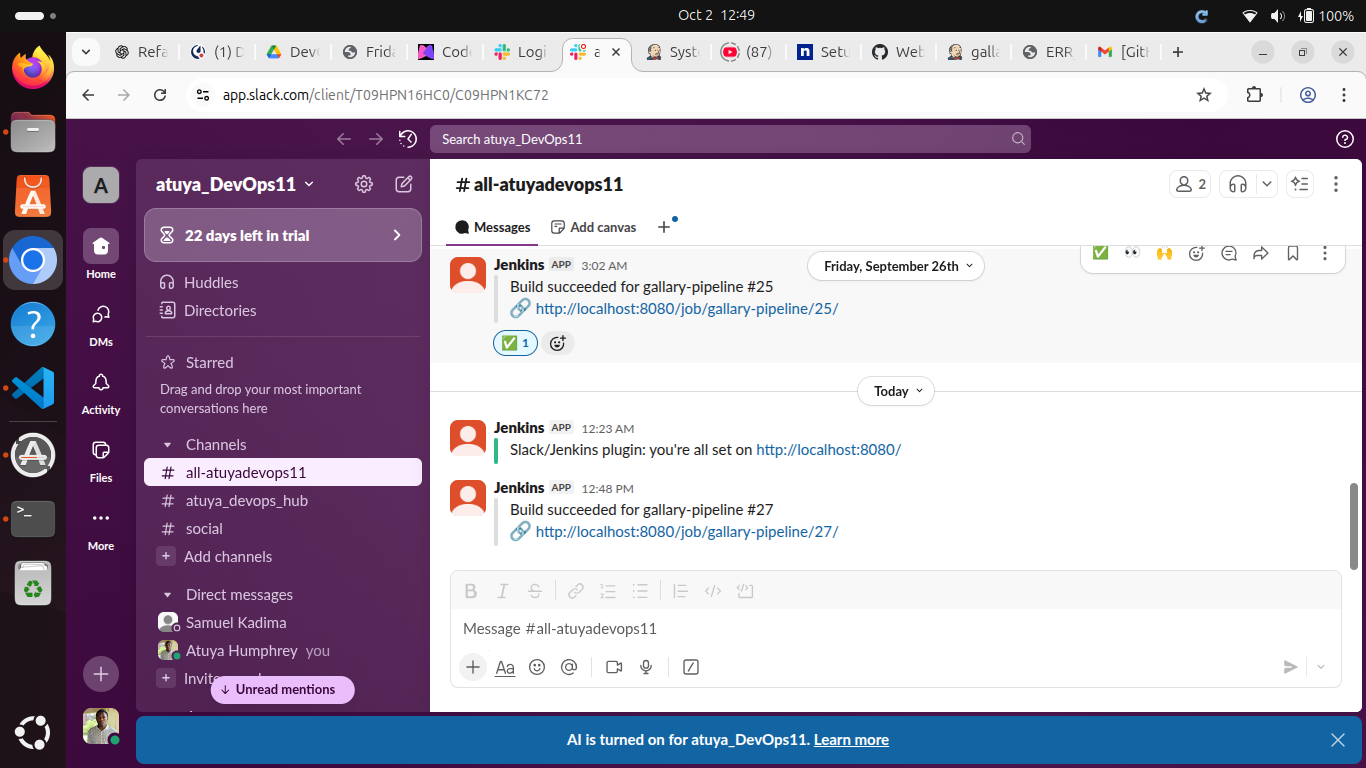 Oct 2 12:49
100%
Refa
(1) D
Dev
Frida
Code
Logi
a
Syste
(87)
Setu
Web
galla
ERR
[GitH
app.slack.com/client/T09HPN16HC0/C09HPN1KC72
Search atuya_DevOps11
A
atuya_DevOps11
22 days left in trial
Home
DMs
Activity
Files
More
Huddles
Directories
Starred
Drag and drop your most important
conversations here
Channels
# all-atuyadevops11
# atuya_devops_hub
# social
+ Add channels
Direct messages
Samuel Kadima
Atuya Humphrey you
Unread mentions
# all-atuyadevops11
2
Messages
Add canvas
Friday, September 26th
Jenkins APP 3:02 AM
Build succeeded for gallary-pipeline #25
http://localhost:8080/job/gallary-pipeline/25/
1
Today
Jenkins APP 12:23 AM
Slack/Jenkins plugin: you're all set on http://localhost:8080/
Jenkins APP 12:48 PM
Build succeeded for gallary-pipeline #27
http://localhost:8080/job/gallary-pipeline/27/
B I S
Message #all-atuyadevops11
Aa
AI is turned on for atuya_DevOps11. Learn more